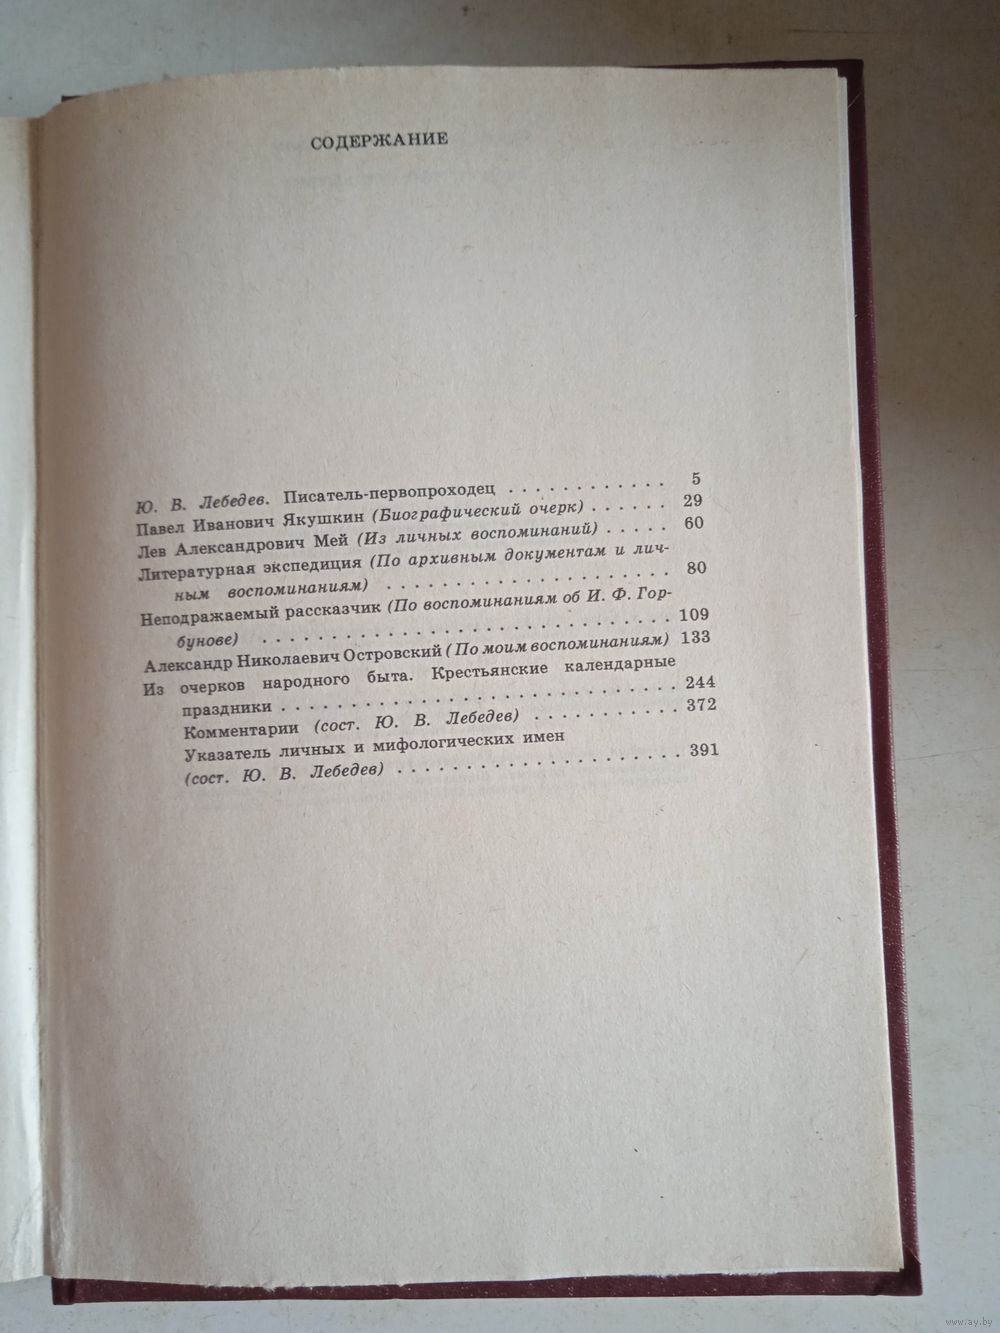 СОДЕРЖАНИЕ
Ю. В. Лебедев. Писатель-первопроходец . . . . . . . . . . . . 5
Павел Иванович Якушкин (Биографический очерк) . . . . . . 29
Лев Александрович Мей (Из личных воспоминаний) . . . . . 60
Литературная экспедиция (По архивным документам и лич-
ным воспоминаниям) . . . . . . . . . . . . . . . . . . . . . 80
Неподражаемый рассказчик (По воспоминаниям об И. Ф. Гор-
бунове) . . . . . . . . . . . . . . . . . . . . . . . . . . . . . . 109
Александр Николаевич Островский (По моим воспоминаниям) 133
Из очерков народного быта. Крестьянские календарные
праздники . . . . . . . . . . . . . . . . . . . . . . . . . . . . . 244
Комментарии (сост. Ю. В. Лебедев) . . . . . . . . . . . 372
Указатель личных и мифологических имен
(сост. Ю. В. Лебедев) . . . . . . . . . . . . . . . . . . . . . 391
www.ay.by